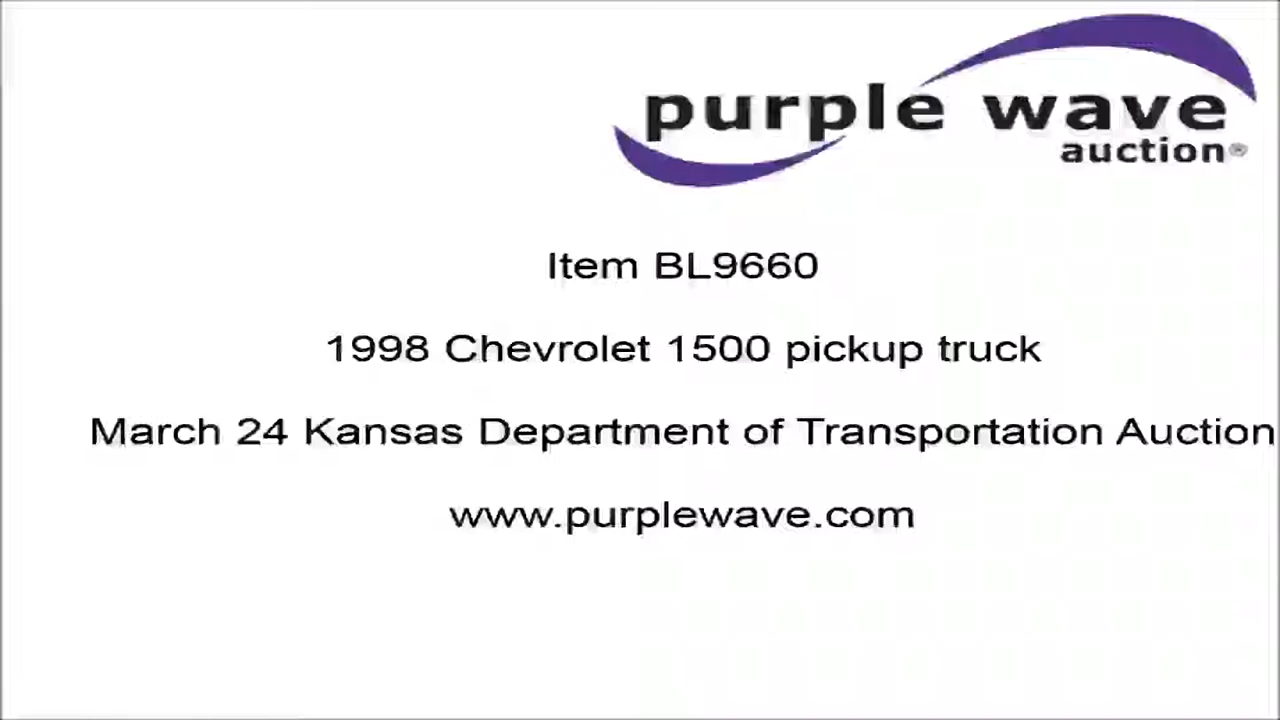 purple wave
auction®
Item BL9660
1998 Chevrolet 1500 pickup truck
March 24 Kansas Department of Transportation Auction
www.purplewave.com